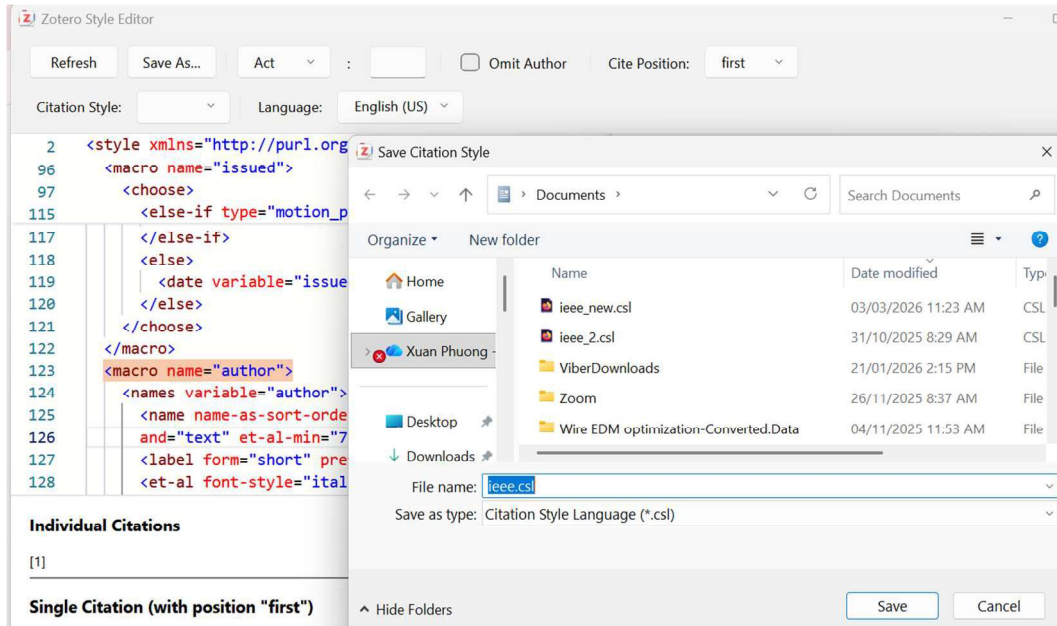 Zotero Style Editor
Refresh Save As... Act : Omit Author Cite Position: first
Citation Style: Language: English (US)
2 <style xmlns="http://purl.org
96 <macro name="issued">
97 <choose>
115 <else-if type="motion_p
117 </else-if>
118 <else>
119 <date variable="issue
120 </else>
121 </choose>
122 </macro>
123 <macro name="author">
124 <names variable="author">
125 <name name-as-sort-orde
126 and="text" et-al-min="7
127 <label form="short" pre
128 <et-al font-style="ital
Individual Citations
[1]
Single Citation (with position "first")
Save Citation Style
Documents
Search Documents
Organize New folder
Home
Gallery
Xuan Phuong -
Desktop
Downloads
Name Date modified Typ
ieee_new.csl 03/03/2026 11:23 AM CSL
ieee_2.csl 31/10/2025 8:29 AM CSL
ViberDownloads 21/01/2026 2:15 PM File
Zoom 26/11/2025 8:37 AM File
Wire EDM optimization-Converted.Data 04/11/2025 11:53 AM File
File name: ieee.csl
Save as type: Citation Style Language (*.csl)
Hide Folders Save Cancel